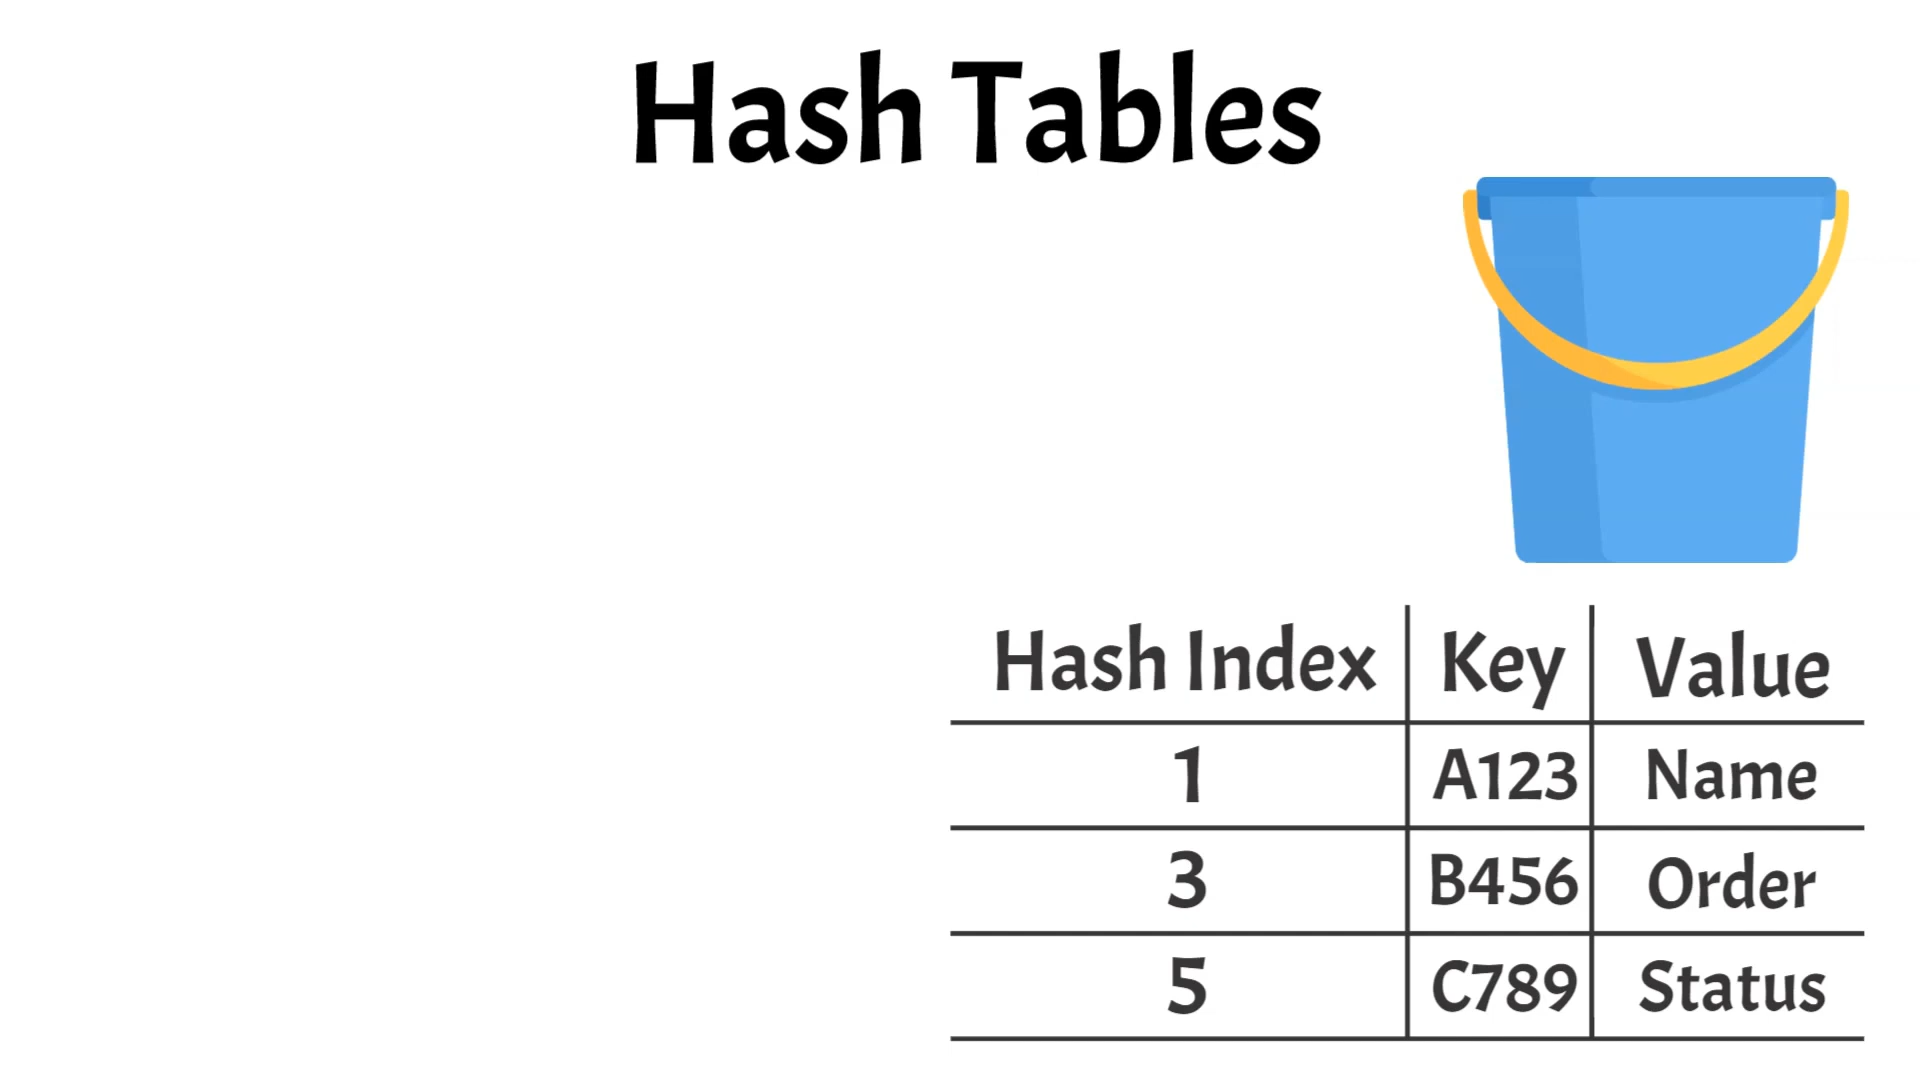 Hash Tables
Hash Index Key Value
1 A123 Name
3 B456 Order
5 C789 Status